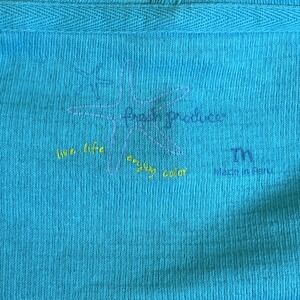 fresh produce
live life enjoy color
m
Made in Peru